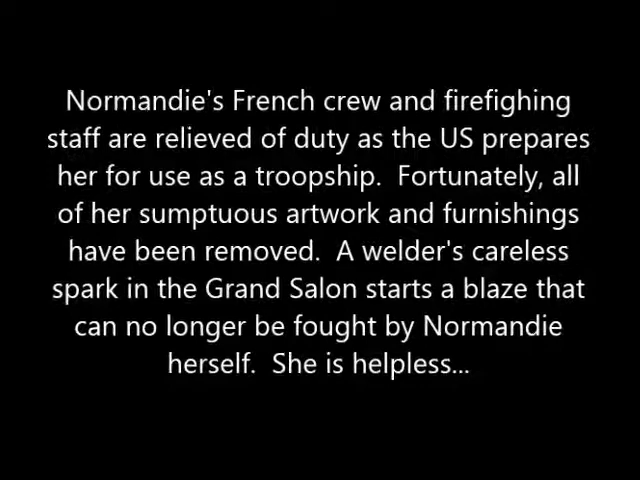 Normandie's French crew and firefighing
staff are relieved of duty as the US prepares
her for use as a troopship.  Fortunately, all
of her sumptuous artwork and furnishings
have been removed.  A welder's careless
spark in the Grand Salon starts a blaze that
can no longer be fought by Normandie
herself.  She is helpless...